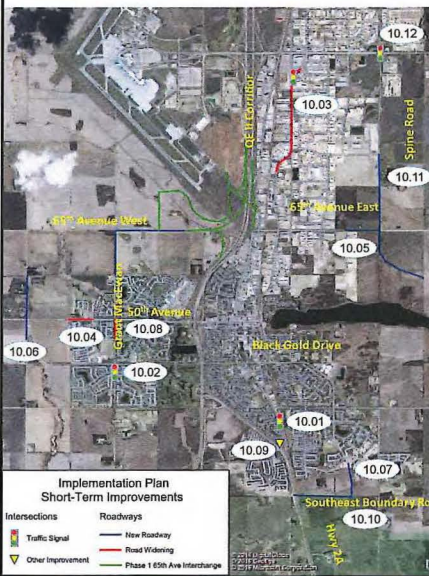 10.12
QE II Corridor
10.03
Spine Road
10.11
65th Avenue West
65th Avenue East
10.05
Grant MacEwan
50th Avenue
10.04
10.08
10.06
Black Gold Drive
10.02
10.01
10.09
10.07
Southeast Boundary Ro
10.10
Hwy 2A
Implementation Plan
Short-Term Improvements
Intersections
Roadways
Traffic Signal
New Roadway
Road Widening
Other Improvement
Phase 1 65th Ave Interchange
Microsoft Corporation